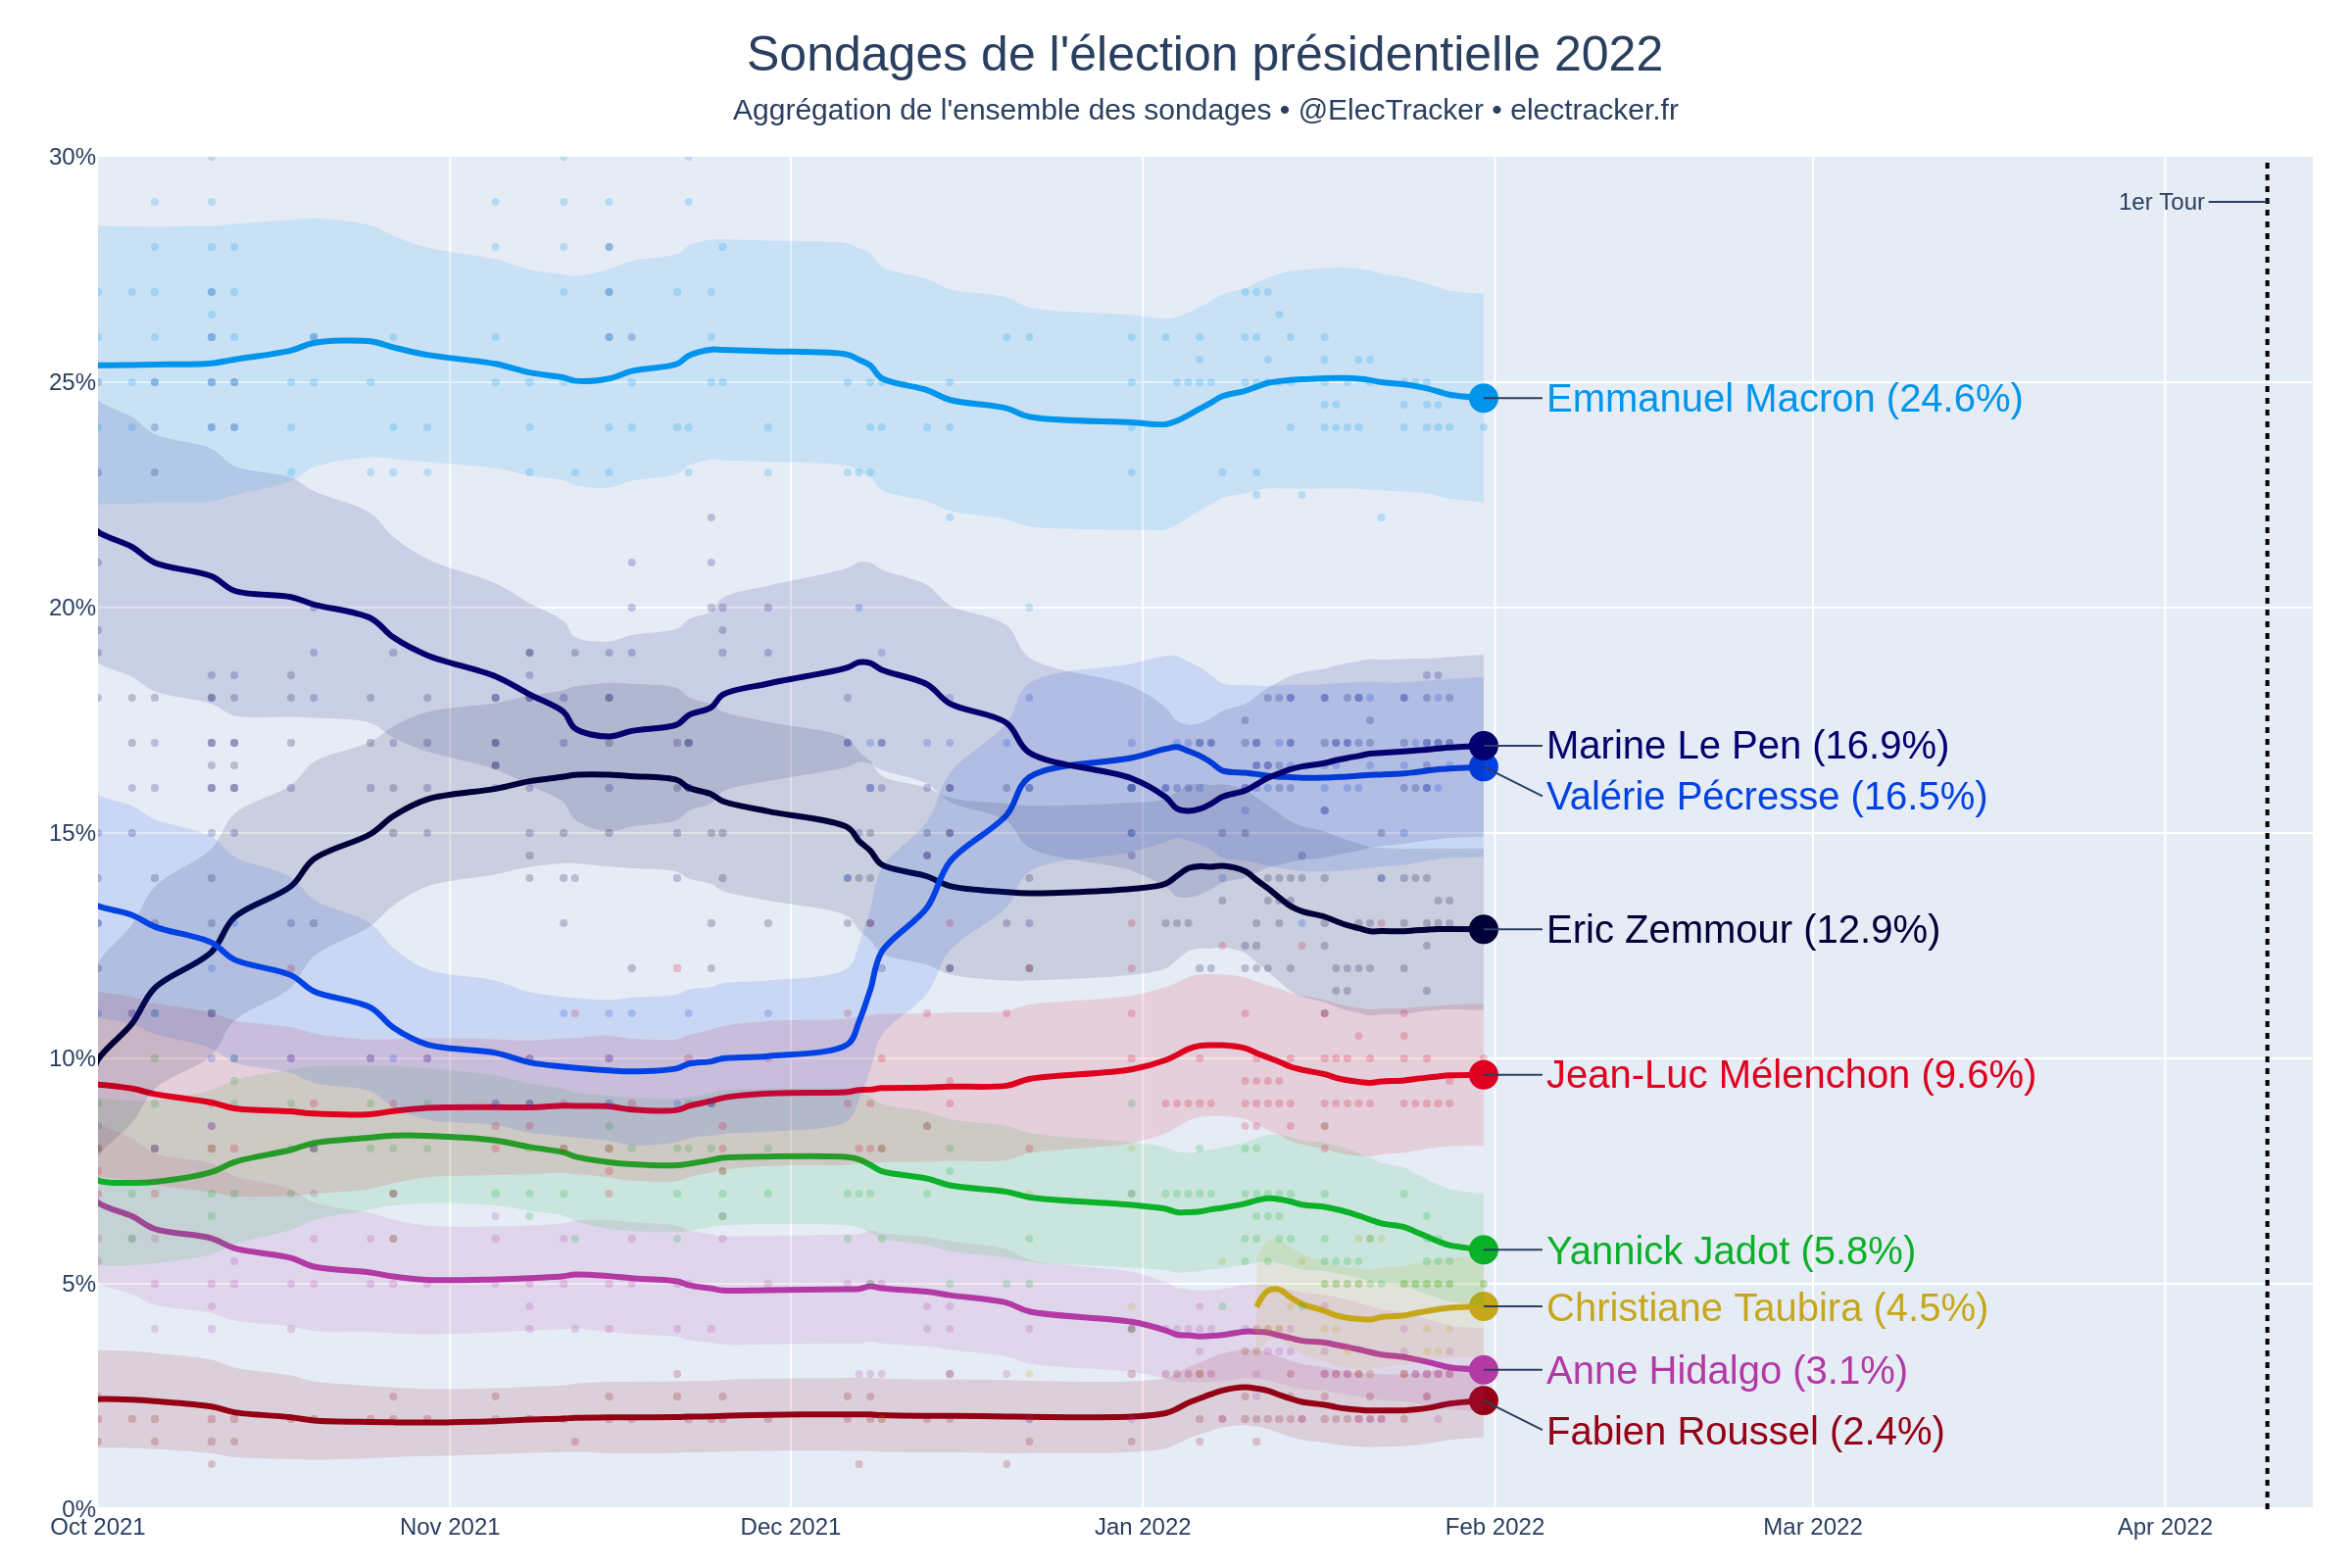 Sondages de l'élection présidentielle 2022
Aggrégation de l'ensemble des sondages • @ElecTracker • electracker.fr
30%
1er Tour
25%
Emmanuel Macron (24.6%)
20%
Marine Le Pen (16.9%)
Valérie Pécresse (16.5%)
15%
Eric Zemmour (12.9%)
10%
Jean-Luc Mélenchon (9.6%)
Yannick Jadot (5.8%)
5%
Christiane Taubira (4.5%)
Anne Hidalgo (3.1%)
Fabien Roussel (2.4%)
0%
Oct 2021 Nov 2021 Dec 2021 Jan 2022 Feb 2022 Mar 2022 Apr 2022